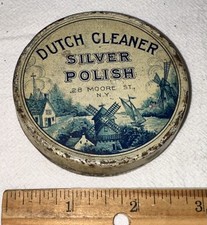 DUTCH CLEANER
SILVER
POLISH
28 MOORE ST.,
N.Y.
1
2
3